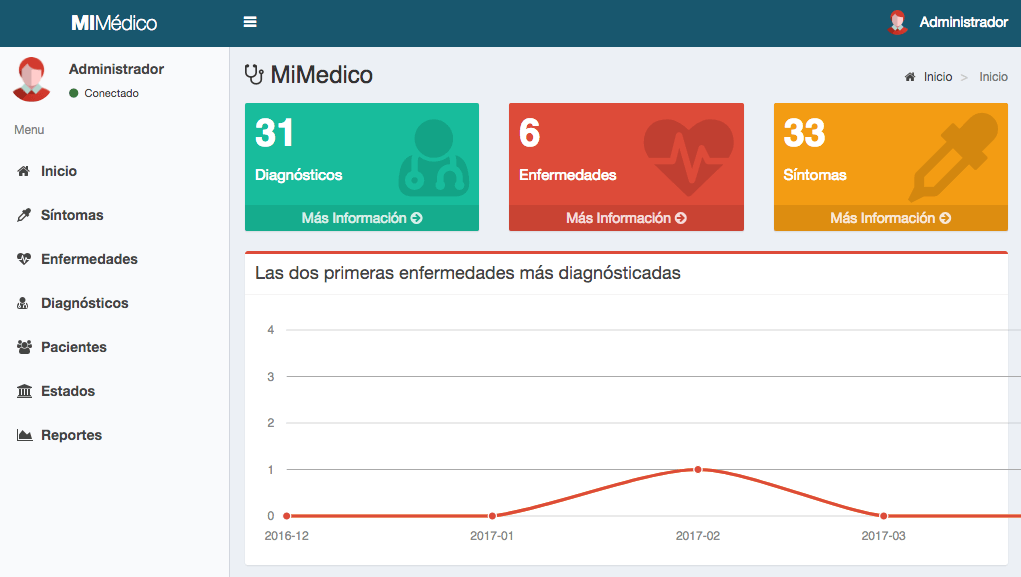 MIMédico
Administrador
Administrador
Conectado
Menu
Inicio
Síntomas
Enfermedades
Diagnósticos
Pacientes
Estados
Reportes
MiMedico
Inicio > Inicio
31
Diagnósticos
Más Información
6
Enfermedades
Más Información
33
Síntomas
Más Información
Las dos primeras enfermedades más diagnósticadas
4
3
2
1
0
2016-12 2017-01 2017-02 2017-03